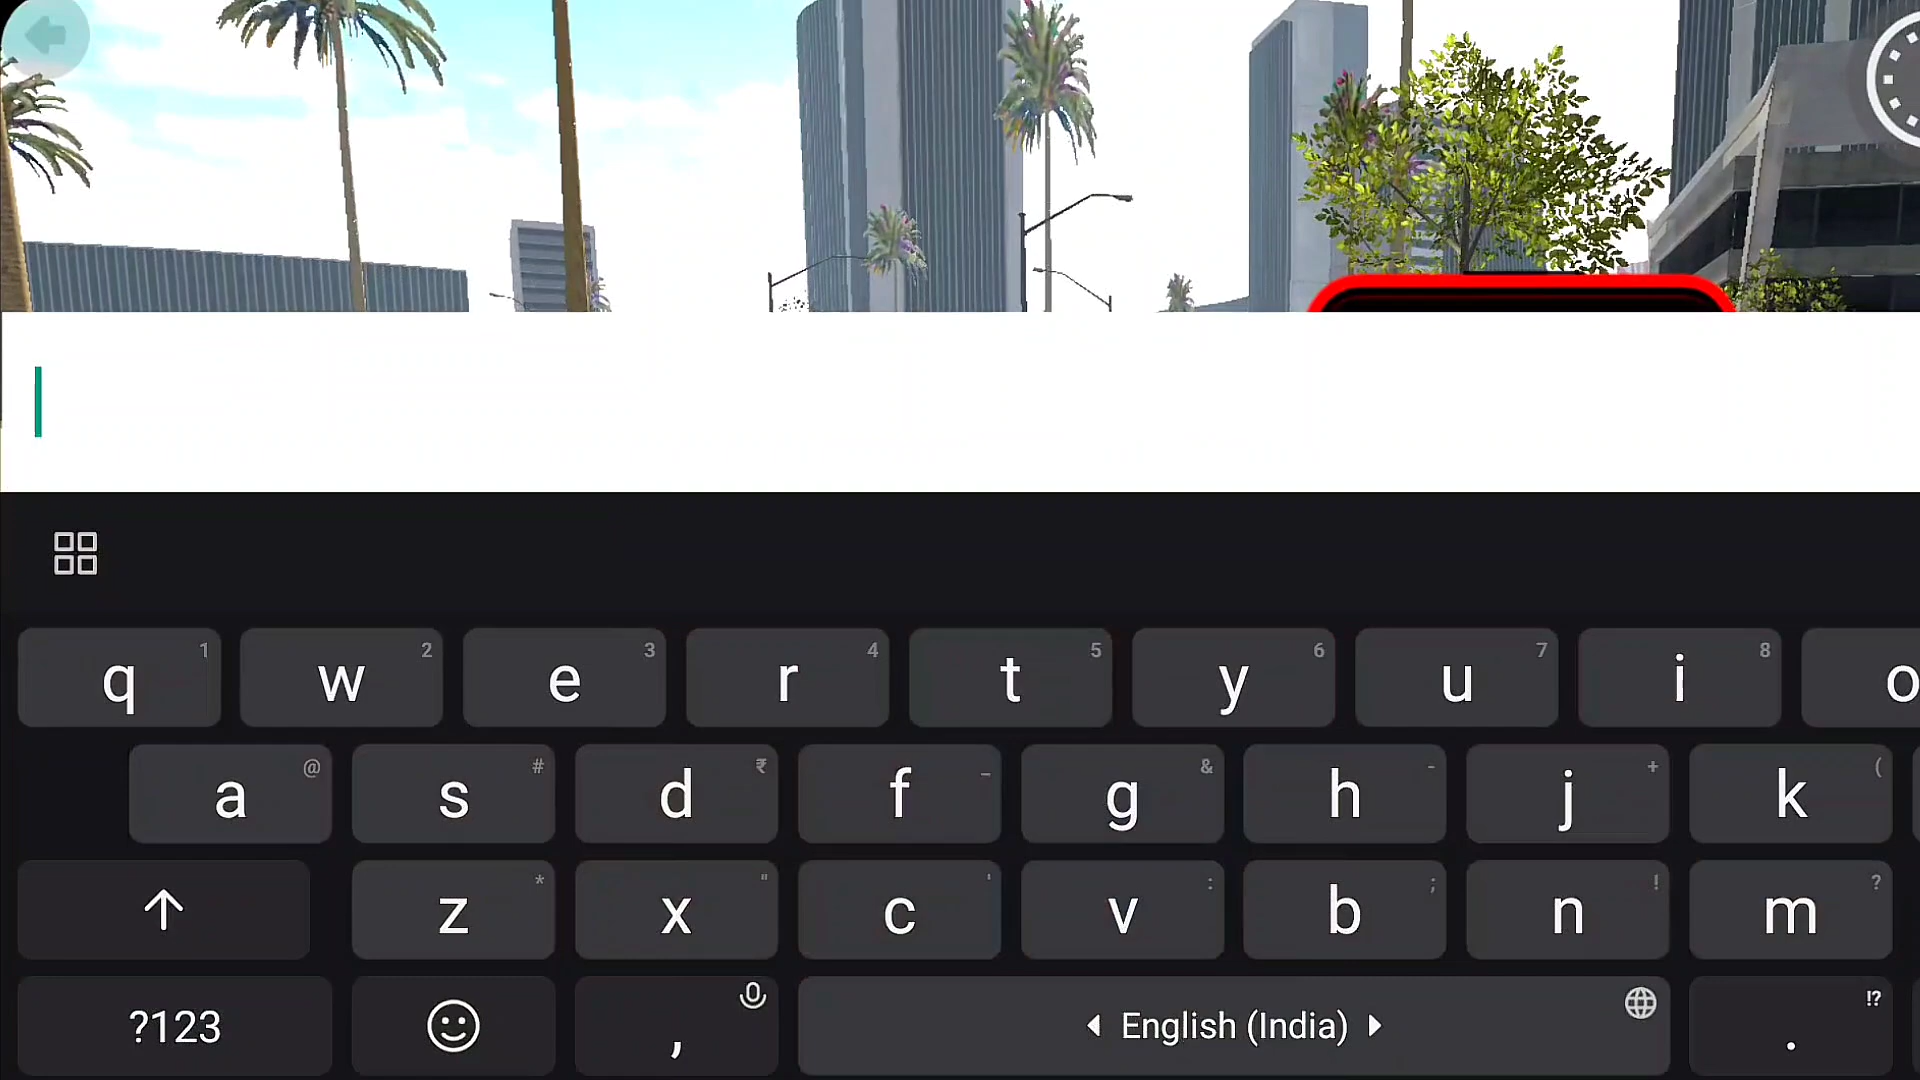 q 1 w 2 e 3 r 4 t 5 y 6 u 7 i 8 o
a @ s # d ₹ f _ g & h - j + k (
z * x " c ' v : b ; n ! m ?
?123 , English (India) . !?